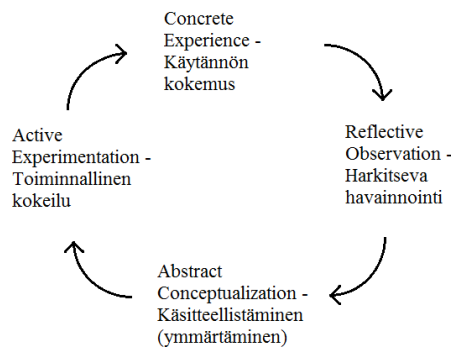 Concrete
Experience -
Käytännön
kokemus
Reflective
Observation -
Harkitseva
havainnointi
Abstract
Conceptualization -
Käsitteellistäminen
(ymmärtäminen)
Active
Experimentation -
Toiminnallinen
kokeilu